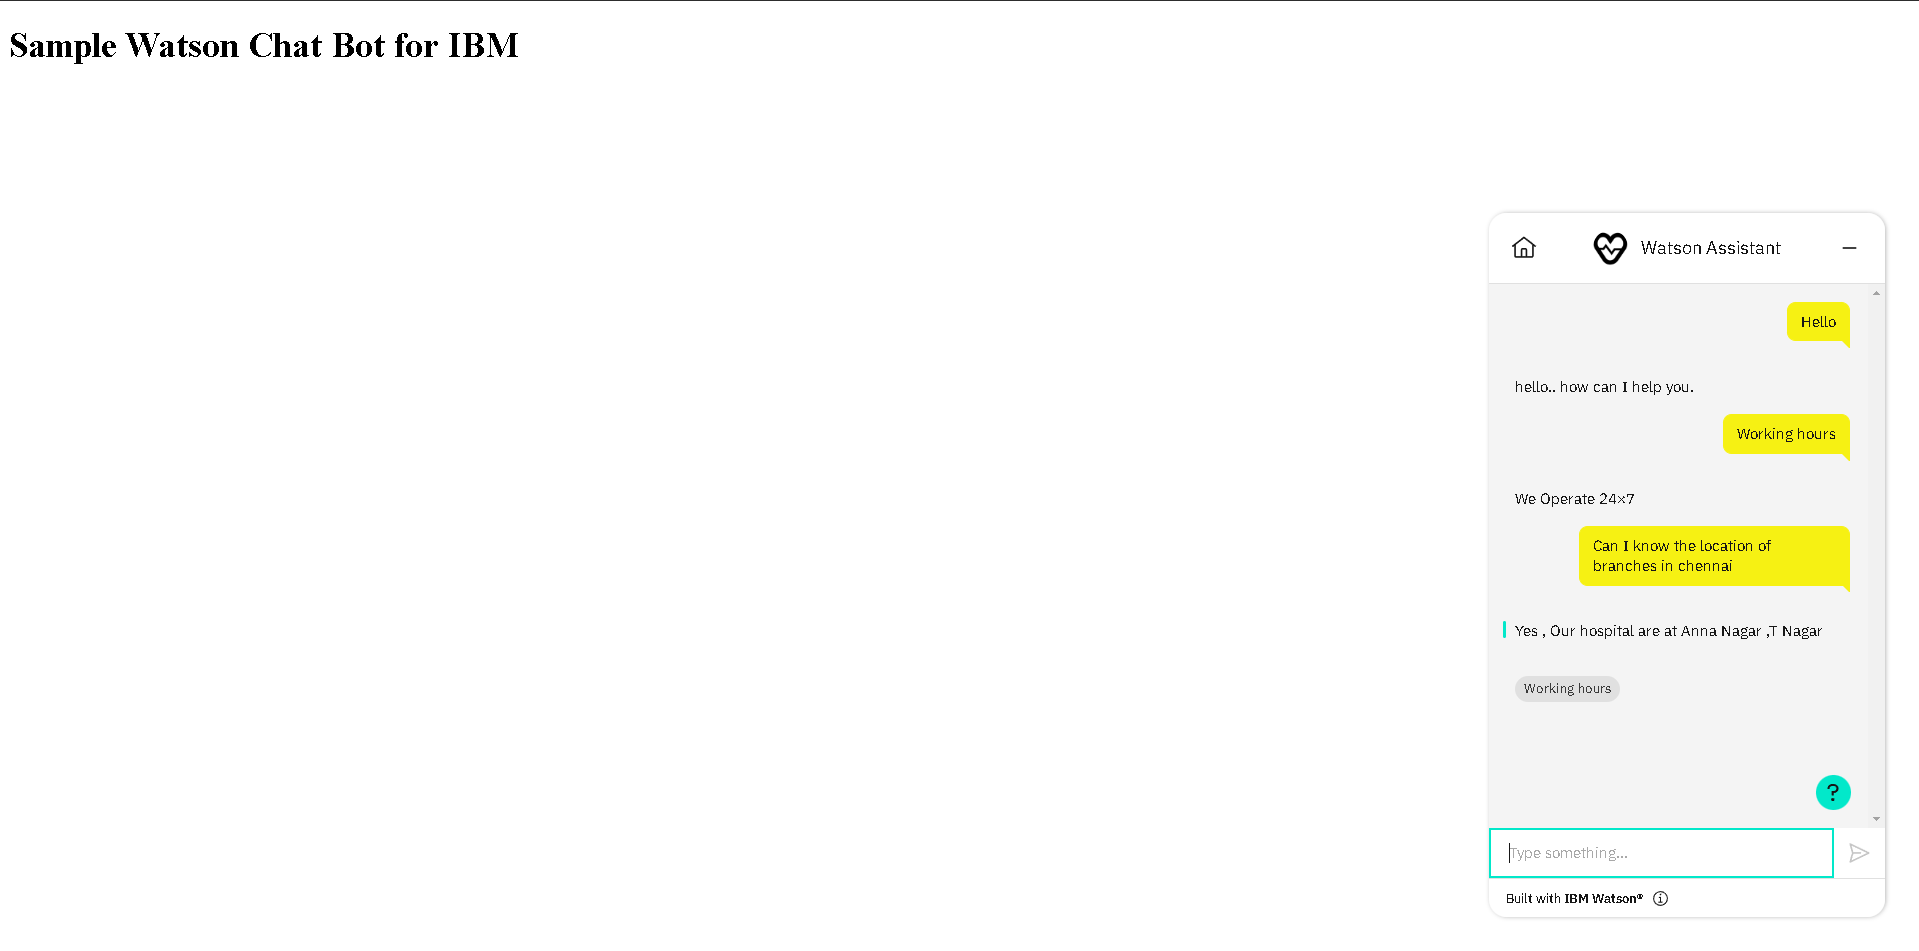 Sample Watson Chat Bot for IBM
Watson Assistant
Hello
hello.. how can I help you.
Working hours
We Operate 24×7
Can I know the location of
branches in chennai
Yes , Our hospital are at Anna Nagar ,T Nagar
Working hours
?
Type something...
Built with IBM Watson®